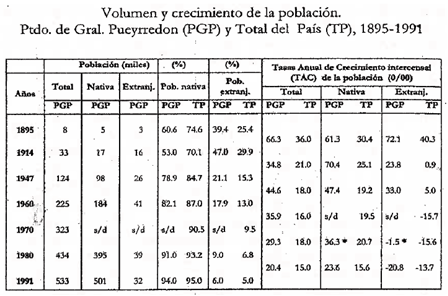 Volumen y crecimiento de la población.
Ptdo. de Gral. Pueyrredon (PGP) y Total del País (TP), 1895-1991
Años Población (miles) (%) (%) Tasas Anual de Crecimiento intercensal (TAC) de la población (0/00)
Total Nativa Extranj. Pob. nativa Pob. extranj. Total Nativa Extranj.
PGP PGP PGP PGP TP PGP TP PGP TP PGP TP PGP TP
1895 8 5 3 60.6 74.6 39.4 25.4
66.3 36.0 61.3 30.4 72.1 40.3
1914 33 17 16 53.0 70.1 47.0 29.9
34.8 21.0 70.4 25.1 23.8 0.9
1947 124 98 26 78.9 84.7 21.1 15.3
44.6 18.0 47.4 19.2 33.0 5.0
1960 225 184 41 82.1 87.0 17.9 13.0
35.9 16.0 s/d 19.5 s/d -15.7
1970 323 s/d s/d s/d 90.5 s/d 9.5
29.3 18.0 36.3* 20.7 -1.5* -15.6
1980 434 395 39 91.0 93.2 9.0 6.8
20.4 15.0 23.6 15.6 -20.8 -13.7
1991 533 501 32 94.0 95.0 6.0 5.0